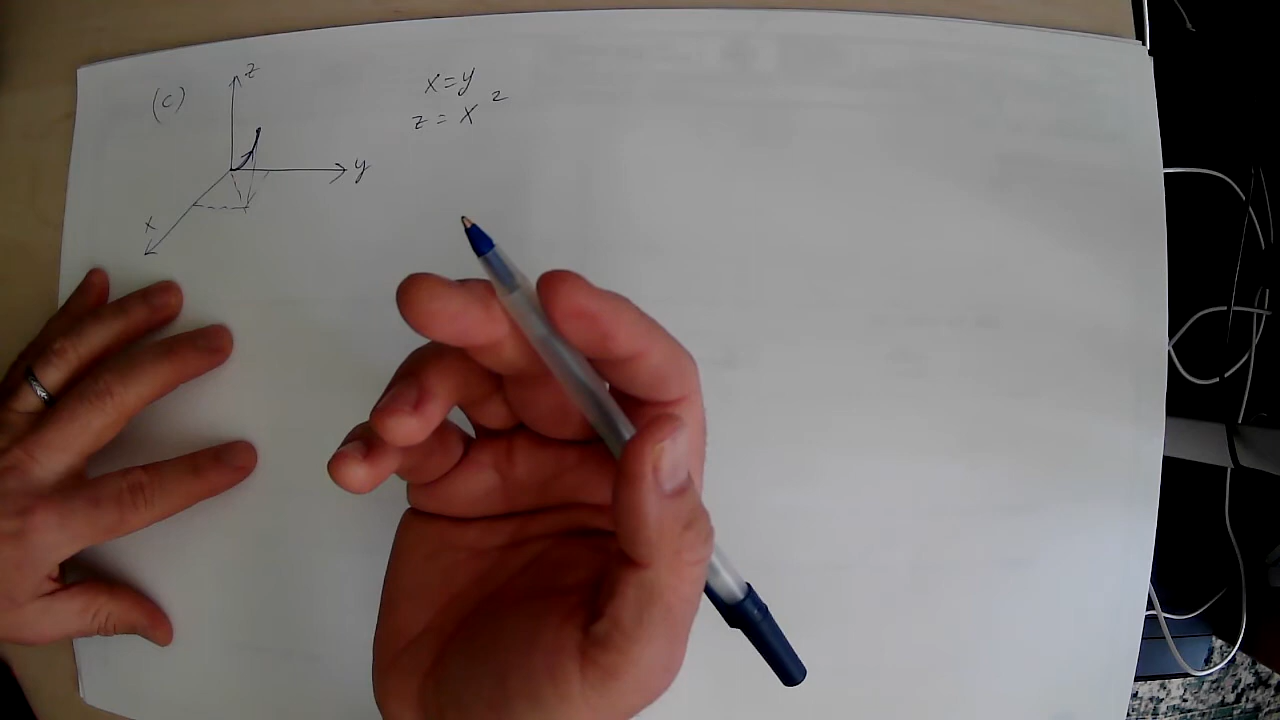 (c)
z
y
x
x=y
z = x²